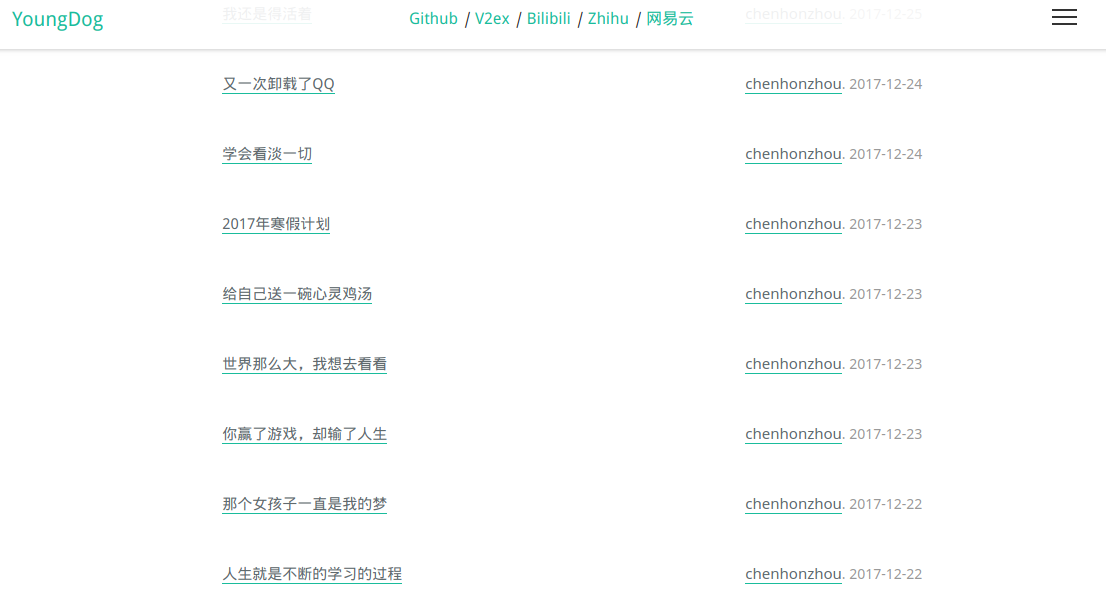 YoungDog Github / V2ex / Bilibili / Zhihu / 网易云
我还是得活着 chenhonzhou. 2017-12-25
又一次卸载了QQ chenhonzhou. 2017-12-24
学会看淡一切 chenhonzhou. 2017-12-24
2017年寒假计划 chenhonzhou. 2017-12-23
给自己送一碗心灵鸡汤 chenhonzhou. 2017-12-23
世界那么大，我想去看看 chenhonzhou. 2017-12-23
你赢了游戏，却输了人生 chenhonzhou. 2017-12-23
那个女孩子一直是我的梦 chenhonzhou. 2017-12-22
人生就是不断的学习的过程 chenhonzhou. 2017-12-22